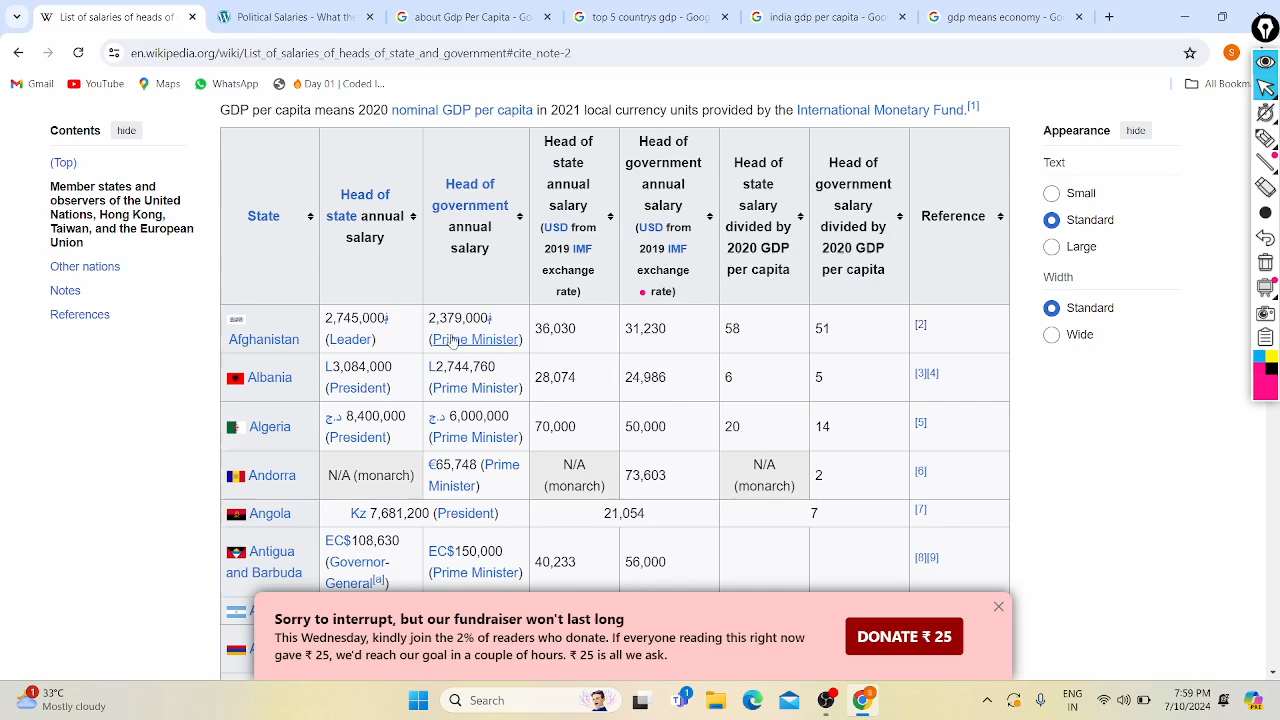 List of salaries of heads of st
Political Salaries - What the
about GDP per Capita - Go
top 5 countrys gdp - Goog
india gdp per capita - Goo
gdp means economy - Goo
en.wikipedia.org/wiki/List_of_salaries_of_heads_of_state_and_government#cite_note-
S
Gmail YouTube Maps WhatsApp Day 01 | Coded I... All Bookma
GDP per capita means 2020 nominal GDP per capita in 2021 local currency units provided by the International Monetary Fund.[1]
Contents hide
(Top)
Member states and
observers of the United
Nations, Hong Kong,
Taiwan, and the European
Union
Other nations
Notes
References
State
Head of
state annual
salary
Head of
government
annual
salary
Head of
state
annual
salary
(USD from
2019 IMF
exchange
rate)
Head of
government
annual
salary
(USD from
2019 IMF
exchange
rate)
Head of
state
salary
divided by
2020 GDP
per capita
Head of
government
salary
divided by
2020 GDP
per capita
Reference
Afghanistan
2,745,000؋
(Leader)
2,379,000؋
(Prime Minister)
36,030
31,230
58
51
[2]
Albania
L3,084,000
(President)
L2,744,760
(Prime Minister)
28,074
24,986
6
5
[3][4]
Algeria
د.ج 8,400,000
(President)
د.ج 6,000,000
(Prime Minister)
70,000
50,000
20
14
[5]
Andorra
N/A (monarch)
€65,748 (Prime
Minister)
N/A
(monarch)
73,603
N/A
(monarch)
2
[6]
Angola
Kz 7,681,200 (President)
21,054
7
[7]
Antigua
and Barbuda
EC$108,630
(Governor-
General[a])
EC$150,000
(Prime Minister)
40,233
56,000
[8][9]
Appearance hide
Text
Small
Standard
Large
Width
Standard
Wide
Sorry to interrupt, but our fundraiser won't last long
This Wednesday, kindly join the 2% of readers who donate. If everyone reading this right now
gave ₹ 25, we'd reach our goal in a couple of hours. ₹ 25 is all we ask.
DONATE ₹ 25
1
33°C
Mostly cloudy
Search
1
S
ENG
IN
7:59 PM
7/10/2024
PRE